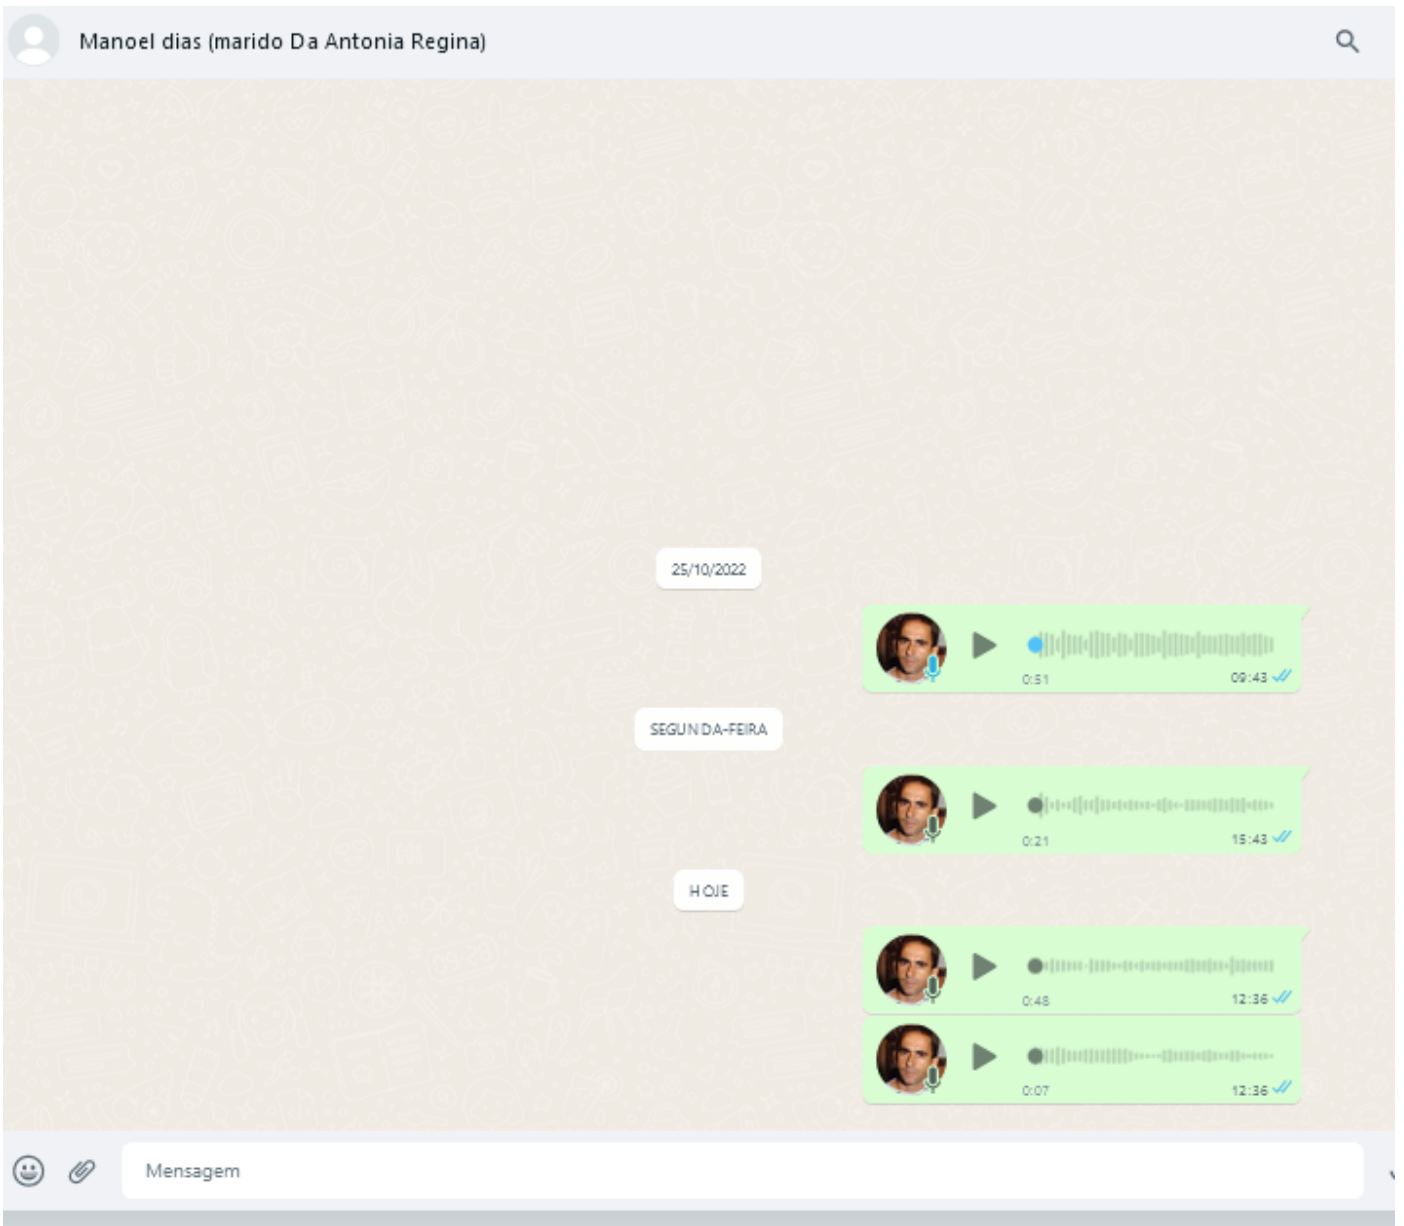 Manoel dias (marido Da Antonia Regina)
25/10/2022
0:51 09:43
SEGUNDA-FEIRA
0:21 15:43
HOJE
0:48 12:36
0:07 12:36
Mensagem